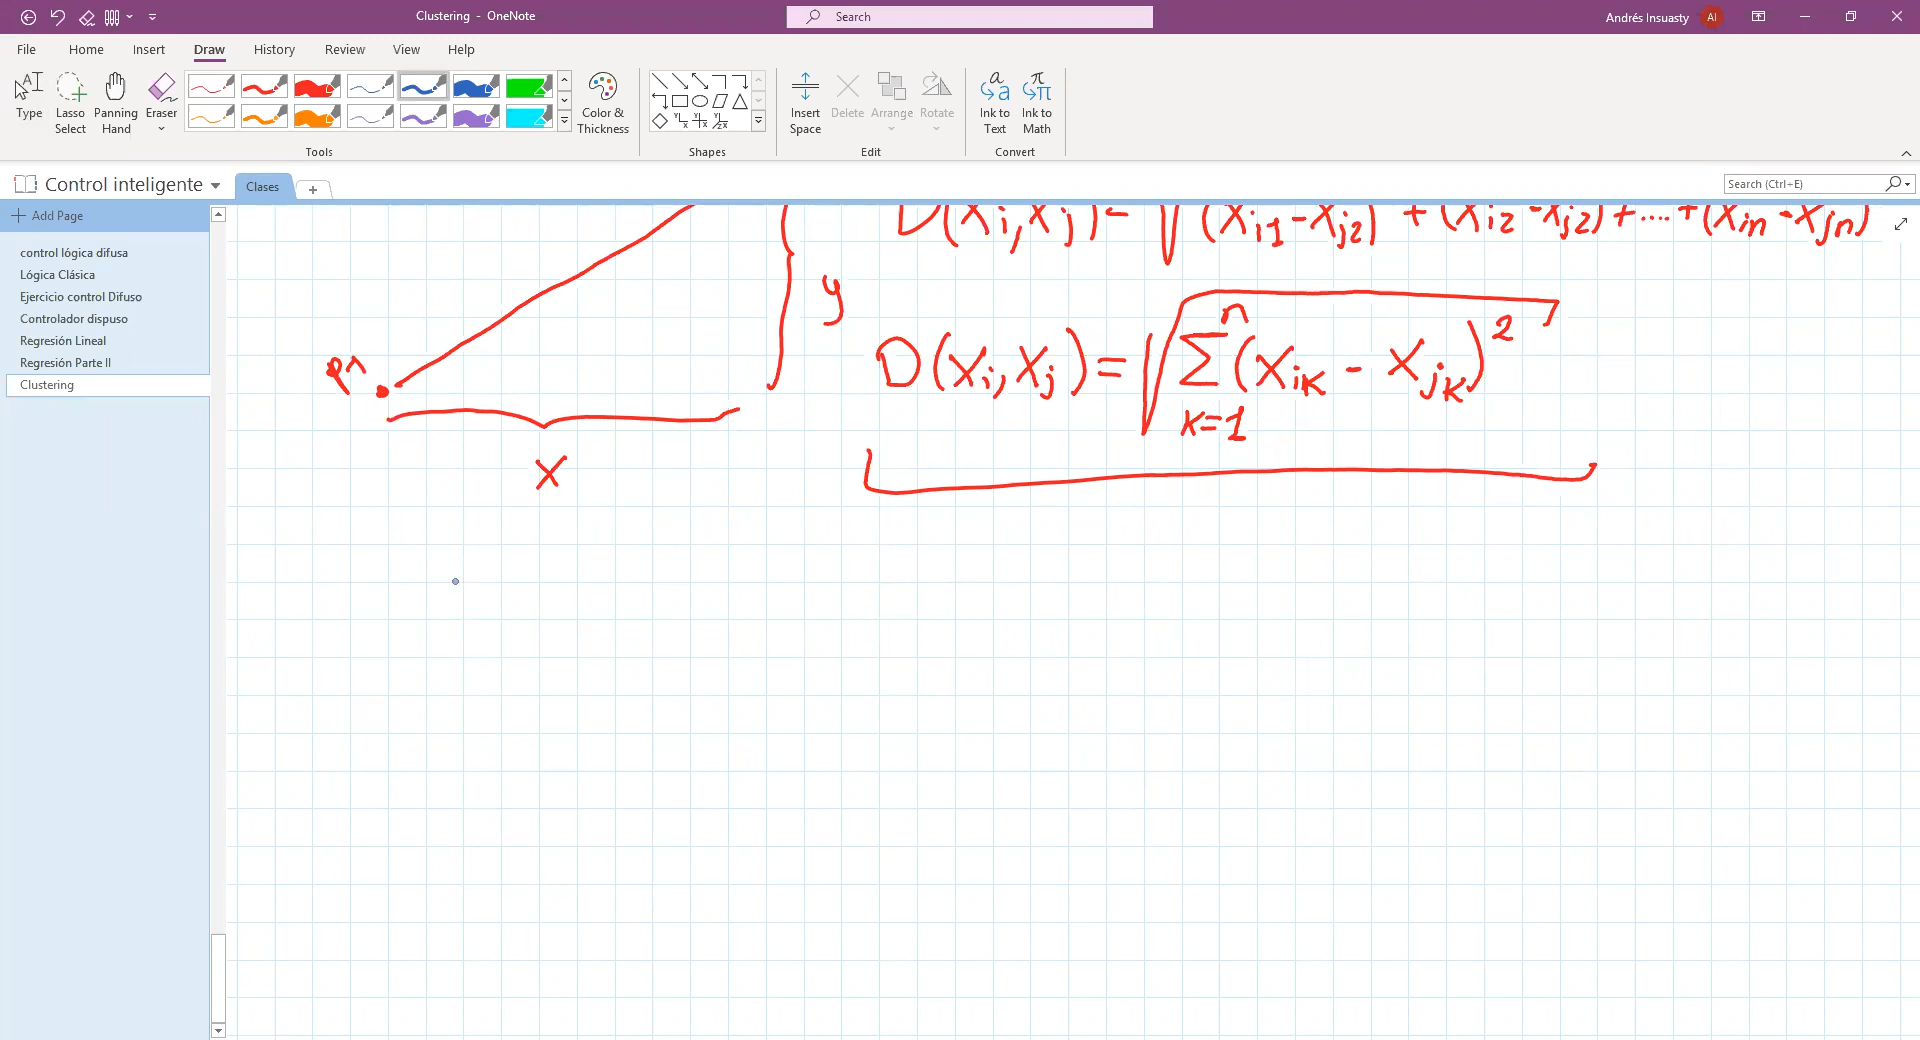 Clustering - OneNote
Search
Andrés Insuasty AI
File Home Insert Draw History Review View Help
Type
Lasso Select
Panning Hand
Eraser
Color & Thickness
Insert Space
Delete
Arrange
Rotate
Ink to Text
Ink to Math
Tools
Shapes
Edit
Convert
Control inteligente
Clases
Search (Ctrl+E)
Add Page
control lógica difusa
Lógica Clásica
Ejercicio control Difuso
Controlador dispuso
Regresión Lineal
Regresión Parte II
Clustering
D(Xi, Xj) = √(Xi1 - Xj2) + (Xi2 - Xj2) + .... + (Xin - Xjn)
y
D(Xi, Xj) = √ n Σ k=1 (Xik - Xjk)²
X